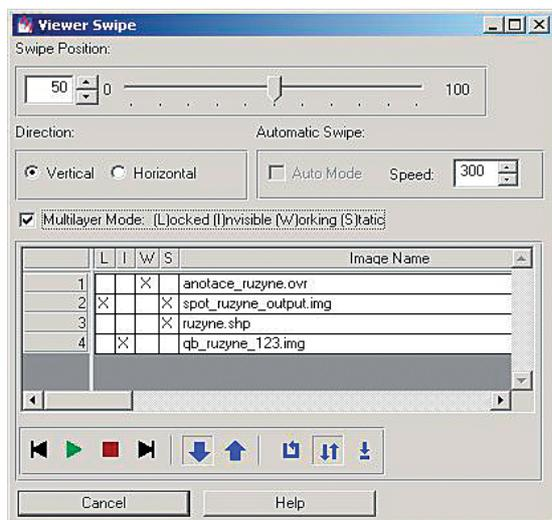 Viewer Swipe
Swipe Position:
50 0 100
Direction: Automatic Swipe:
Vertical Horizontal Auto Mode Speed: 300
Multilayer Mode: (L)ocked (I)nvisible (W)orking (S)tatic
L I W S Image Name
1 X anotace_ruzyne.ovr
2 X X spot_ruzyne_output.img
3 X ruzyne.shp
4 X qb_ruzyne_123.img
Cancel Help